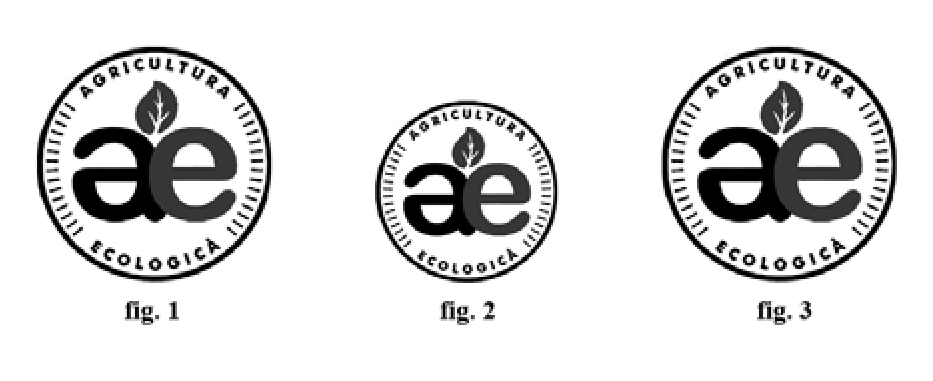 AGRICULTURA
ae
ECOLOGICĂ
fig. 1
AGRICULTURA
ae
ECOLOGICĂ
fig. 2
AGRICULTURA
ae
ECOLOGICĂ
fig. 3